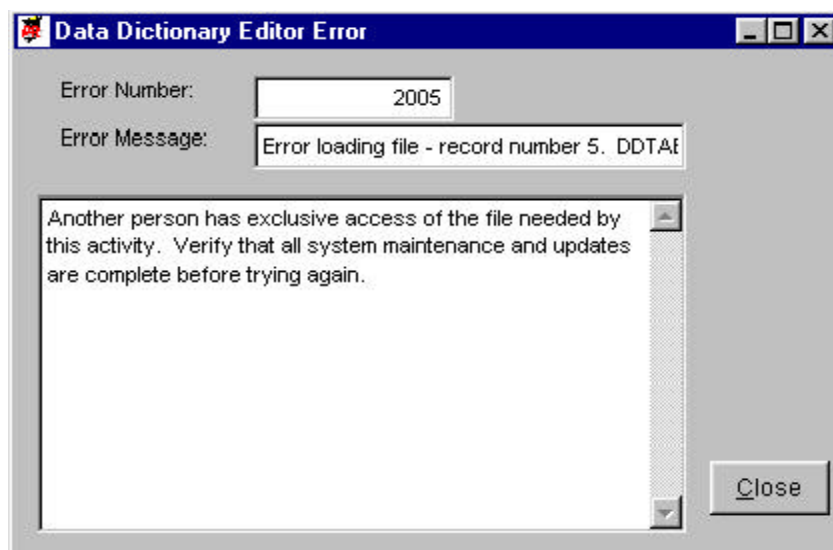 Data Dictionary Editor Error
Error Number: 2005
Error Message: Error loading file - record number 5. DDTAB
Another person has exclusive access of the file needed by
this activity. Verify that all system maintenance and updates
are complete before trying again.
Close